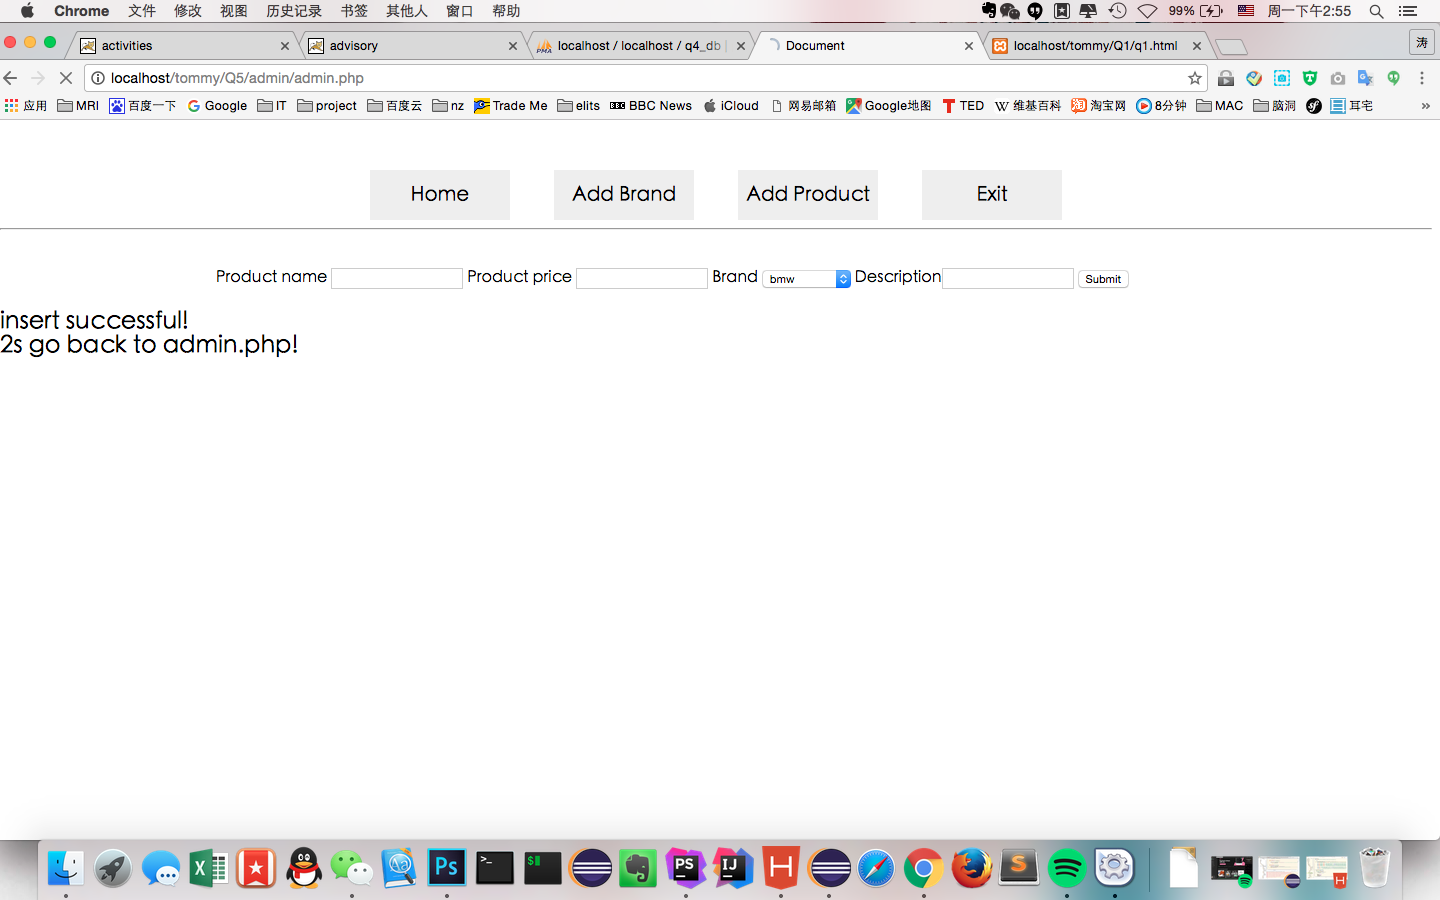 Chrome 文件 修改 视图 历史记录 书签 其他人 窗口 帮助 99% 周一下午2:55
activities advisory localhost / localhost / q4_db Document localhost/tommy/Q1/q1.html 涛
localhost/tommy/Q5/admin/admin.php
应用 MRI 百度一下 Google IT project 百度云 nz Trade Me elits BBC News iCloud 网易邮箱 Google地图 TED 维基百科 淘宝网 8分钟 MAC 脑洞 耳宅 »
Home Add Brand Add Product Exit
Product name Product price Brand bmw Description Submit
insert successful!
2s go back to admin.php!